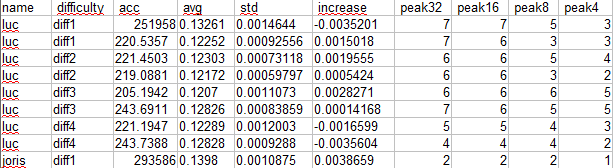 name difficulty acc avg std increase peak32 peak16 peak8 peak4
luc diff1 251958 0.13261 0.0014644 -0.0035201 7 7 5 3
luc diff1 220.5357 0.12252 0.00092556 0.0015018 7 6 3 3
luc diff2 221.4503 0.12303 0.00073118 0.0019555 6 6 5 4
luc diff2 219.0881 0.12172 0.00059797 0.0005424 6 6 3 2
luc diff3 205.1942 0.1207 0.0011073 0.0028271 6 6 6 5
luc diff3 243.6911 0.12826 0.00083859 0.00014168 7 6 5 5
luc diff4 221.1947 0.12289 0.0012003 -0.0016599 5 5 4 3
luc diff4 243.7388 0.12828 0.0009288 -0.0035604 4 4 4 2
joris diff1 293586 0.1398 0.0010875 0.0038659 2 2 2 1